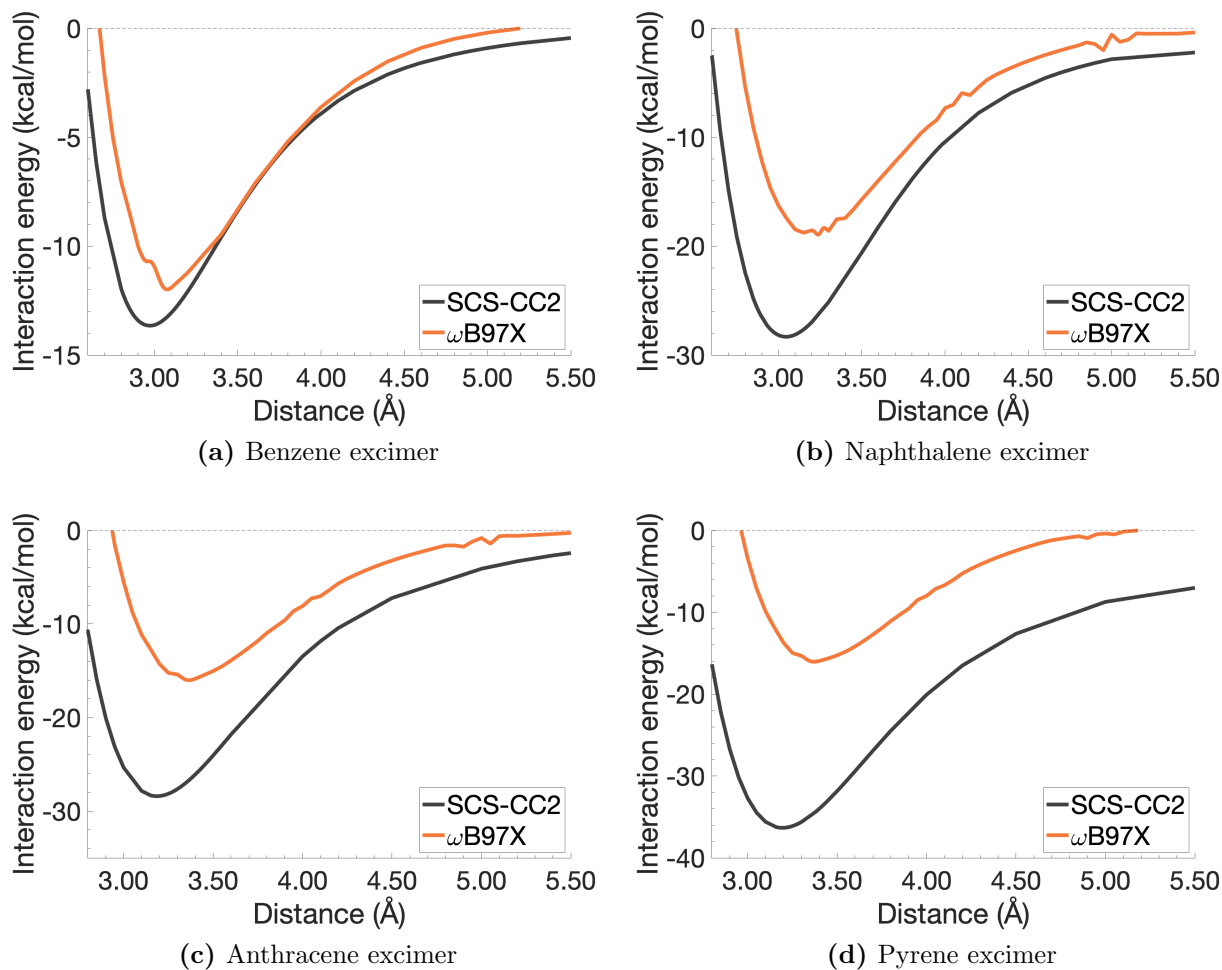 Interaction energy (kcal/mol)
0
-5
-10
-15
3.00 3.50 4.00 4.50 5.00 5.50
Distance (Å)
SCS-CC2
ωB97X
(a) Benzene excimer
Interaction energy (kcal/mol)
0
-10
-20
-30
3.00 3.50 4.00 4.50 5.00 5.50
Distance (Å)
SCS-CC2
ωB97X
(b) Naphthalene excimer
Interaction energy (kcal/mol)
0
-10
-20
-30
3.00 3.50 4.00 4.50 5.00 5.50
Distance (Å)
SCS-CC2
ωB97X
(c) Anthracene excimer
Interaction energy (kcal/mol)
0
-10
-20
-30
-40
3.00 3.50 4.00 4.50 5.00 5.50
Distance (Å)
SCS-CC2
ωB97X
(d) Pyrene excimer